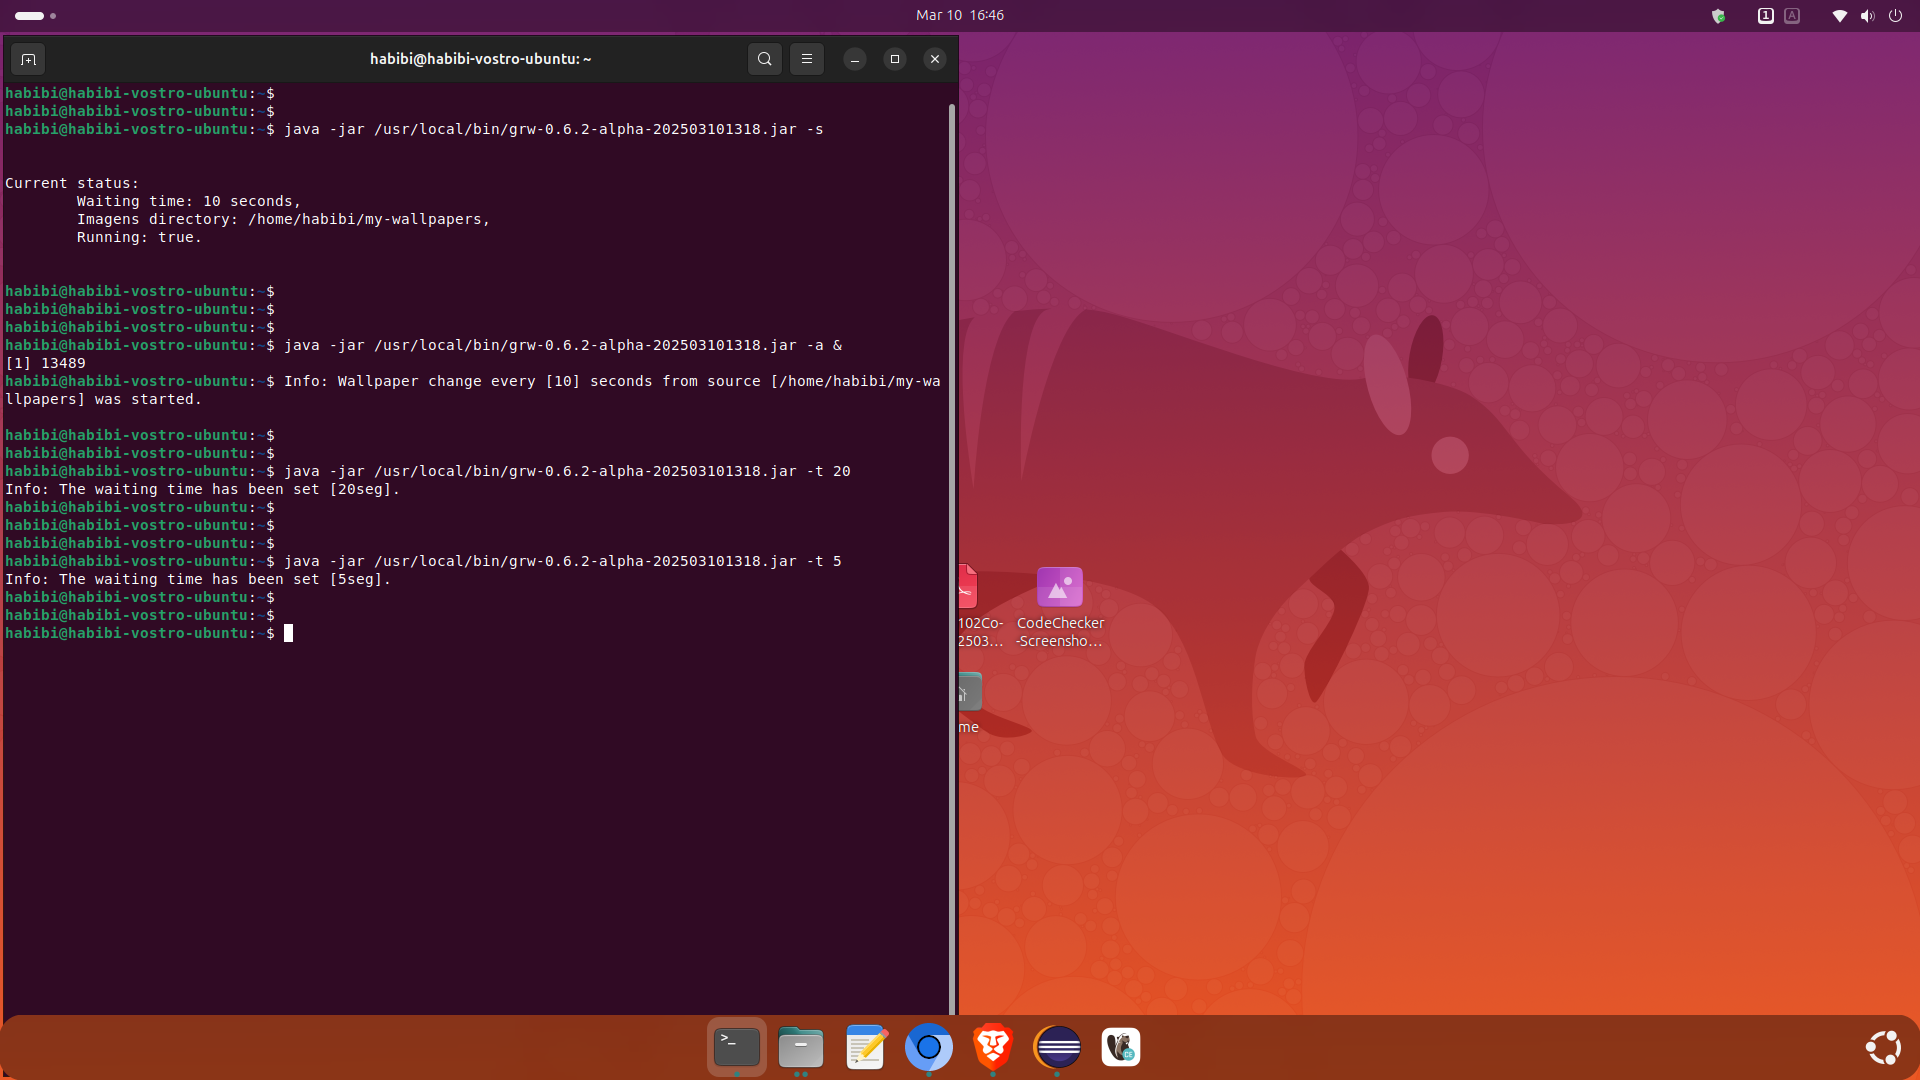 Mar 10 16:46
1
A
habibi@habibi-vostro-ubuntu: ~
habibi@habibi-vostro-ubuntu:~$
habibi@habibi-vostro-ubuntu:~$
habibi@habibi-vostro-ubuntu:~$ java -jar /usr/local/bin/grw-0.6.2-alpha-202503101318.jar -s
Current status:
Waiting time: 10 seconds,
Imagens directory: /home/habibi/my-wallpapers,
Running: true.
habibi@habibi-vostro-ubuntu:~$
habibi@habibi-vostro-ubuntu:~$
habibi@habibi-vostro-ubuntu:~$
habibi@habibi-vostro-ubuntu:~$ java -jar /usr/local/bin/grw-0.6.2-alpha-202503101318.jar -a &
[1] 13489
habibi@habibi-vostro-ubuntu:~$ Info: Wallpaper change every [10] seconds from source [/home/habibi/my-wa
llpapers] was started.
habibi@habibi-vostro-ubuntu:~$
habibi@habibi-vostro-ubuntu:~$
habibi@habibi-vostro-ubuntu:~$ java -jar /usr/local/bin/grw-0.6.2-alpha-202503101318.jar -t 20
Info: The waiting time has been set [20seg].
habibi@habibi-vostro-ubuntu:~$
habibi@habibi-vostro-ubuntu:~$
habibi@habibi-vostro-ubuntu:~$
habibi@habibi-vostro-ubuntu:~$ java -jar /usr/local/bin/grw-0.6.2-alpha-202503101318.jar -t 5
Info: The waiting time has been set [5seg].
habibi@habibi-vostro-ubuntu:~$
habibi@habibi-vostro-ubuntu:~$
habibi@habibi-vostro-ubuntu:~$
102Co-
2503...
CodeChecker
-Screensho...
me
>_
CE